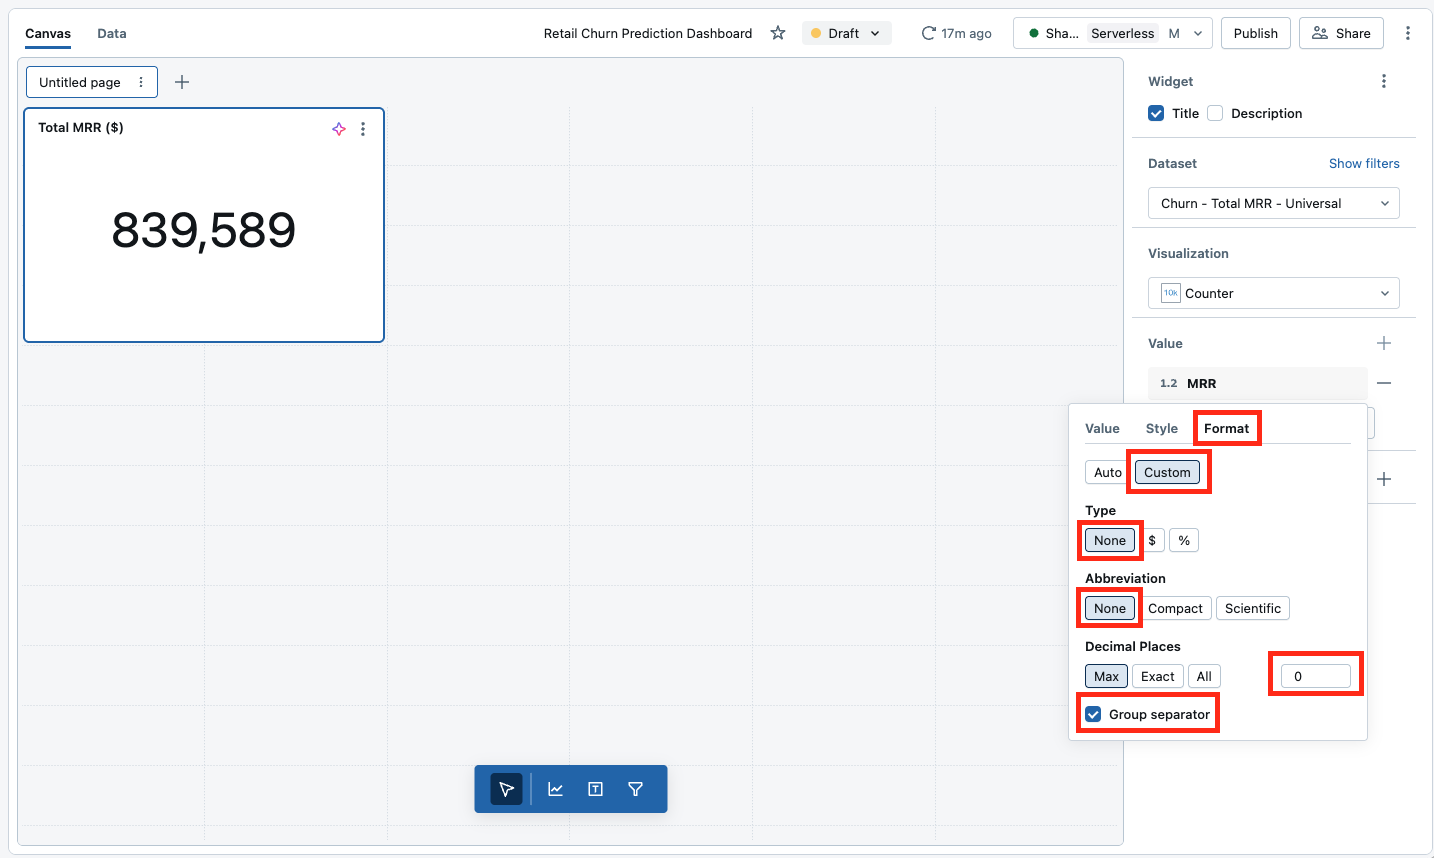 Canvas Data Retail Churn Prediction Dashboard Draft 17m ago Sha... Serverless M Publish Share
Untitled page
Total MRR ($)
839,589
Widget
Title Description
Dataset Show filters
Churn - Total MRR - Universal
Visualization
10k Counter
Value
1.2 MRR
Value Style Format
Auto Custom
Type
None $ %
Abbreviation
None Compact Scientific
Decimal Places
Max Exact All 0
Group separator
T